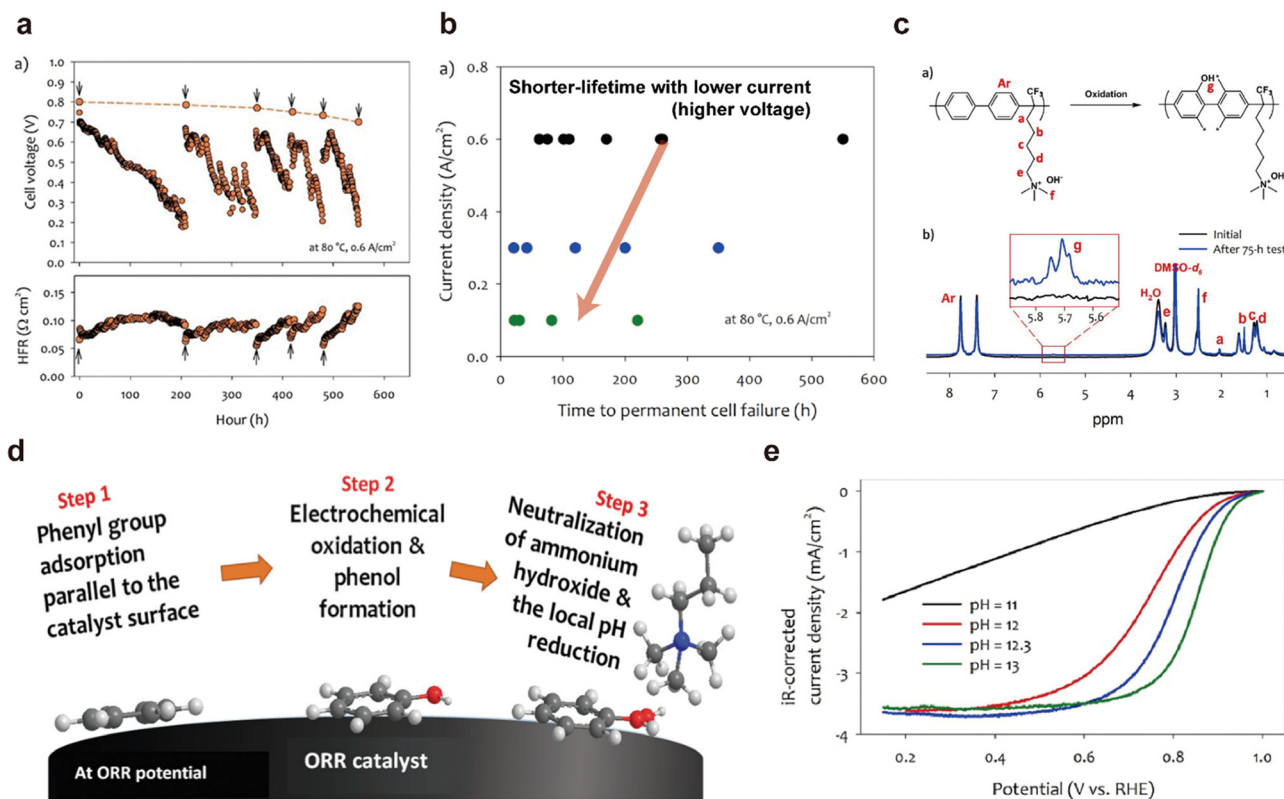 a
a)
Cell voltage (V)
1.0
0.9
0.8
0.7
0.6
0.5
0.4
0.3
0.2
0.1
0.0
at 80 °C, 0.6 A/cm²
HFR (Ω cm²)
0.15
0.10
0.05
0.00
0 100 200 300 400 500 600
Hour (h)
b
a)
Shorter-lifetime with lower current
(higher voltage)
Current density (A/cm²)
0.8
0.6
0.4
0.2
0.0
at 80 °C, 0.6 A/cm²
0 100 200 300 400 500 600
Time to permanent cell failure (h)
c
a)
Ar
CF₃
a
b
c
d
e
OH⁻
N⁺
f
Oxidation
OH*
g
CF₃
N⁺
OH
b)
Initial
After 75-h test
g
5.8 5.7 5.6
Ar
H₂O
e
DMSO-d₆
f
a
b
c
d
8 7 6 5 4 3 2 1
ppm
d
Step 1
Phenyl group
adsorption
parallel to the
catalyst surface
Step 2
Electrochemical
oxidation &
phenol
formation
Step 3
Neutralization
of ammonium
hydroxide &
the local pH
reduction
At ORR potential
ORR catalyst
e
iR-corrected
current density (mA/cm²)
0
-1
-2
-3
-4
pH = 11
pH = 12
pH = 12.3
pH = 13
0.2 0.4 0.6 0.8 1.0
Potential (V vs. RHE)